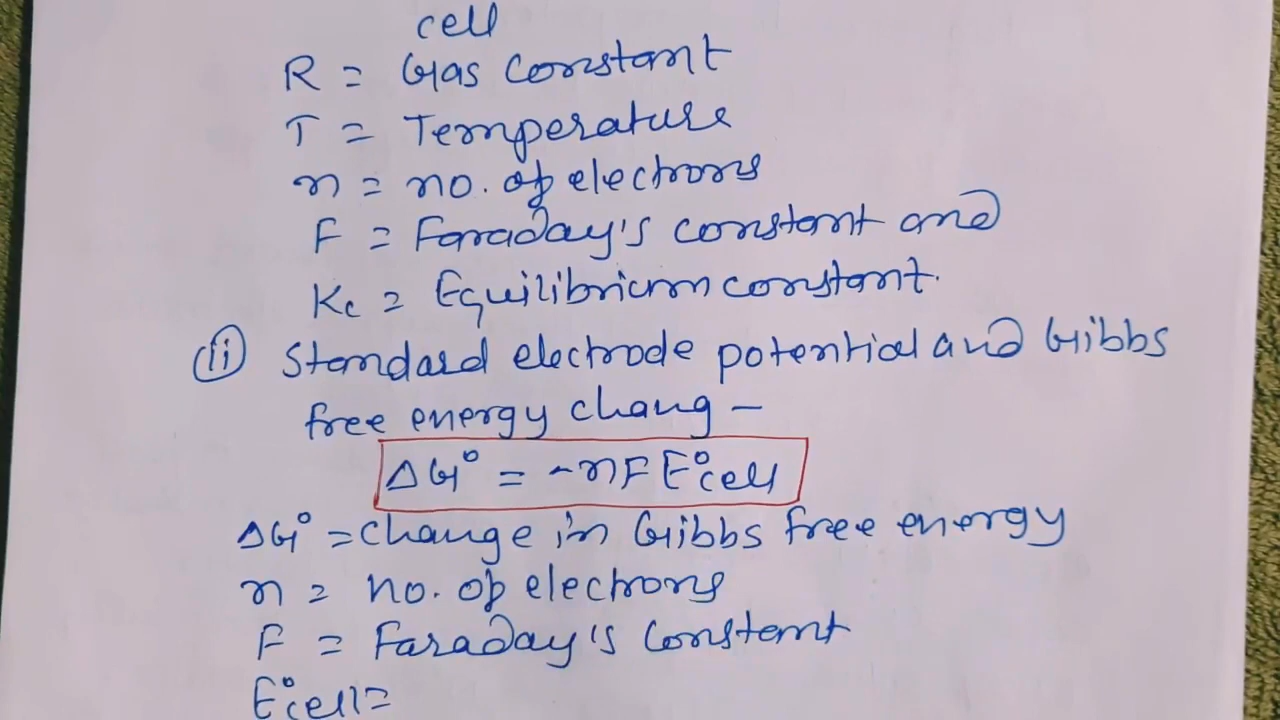 cell
R = Gas constant
T = Temperature
n = no. of electrons
F = Faraday's constant and
Kc = Equilibrium constant.
(ii) Standard electrode potential and Gibbs
free energy chang –
ΔG° = -nFE°cell
ΔG° = change in Gibbs free energy
n = no. of electrons
F = Faraday's constant
E°cell =